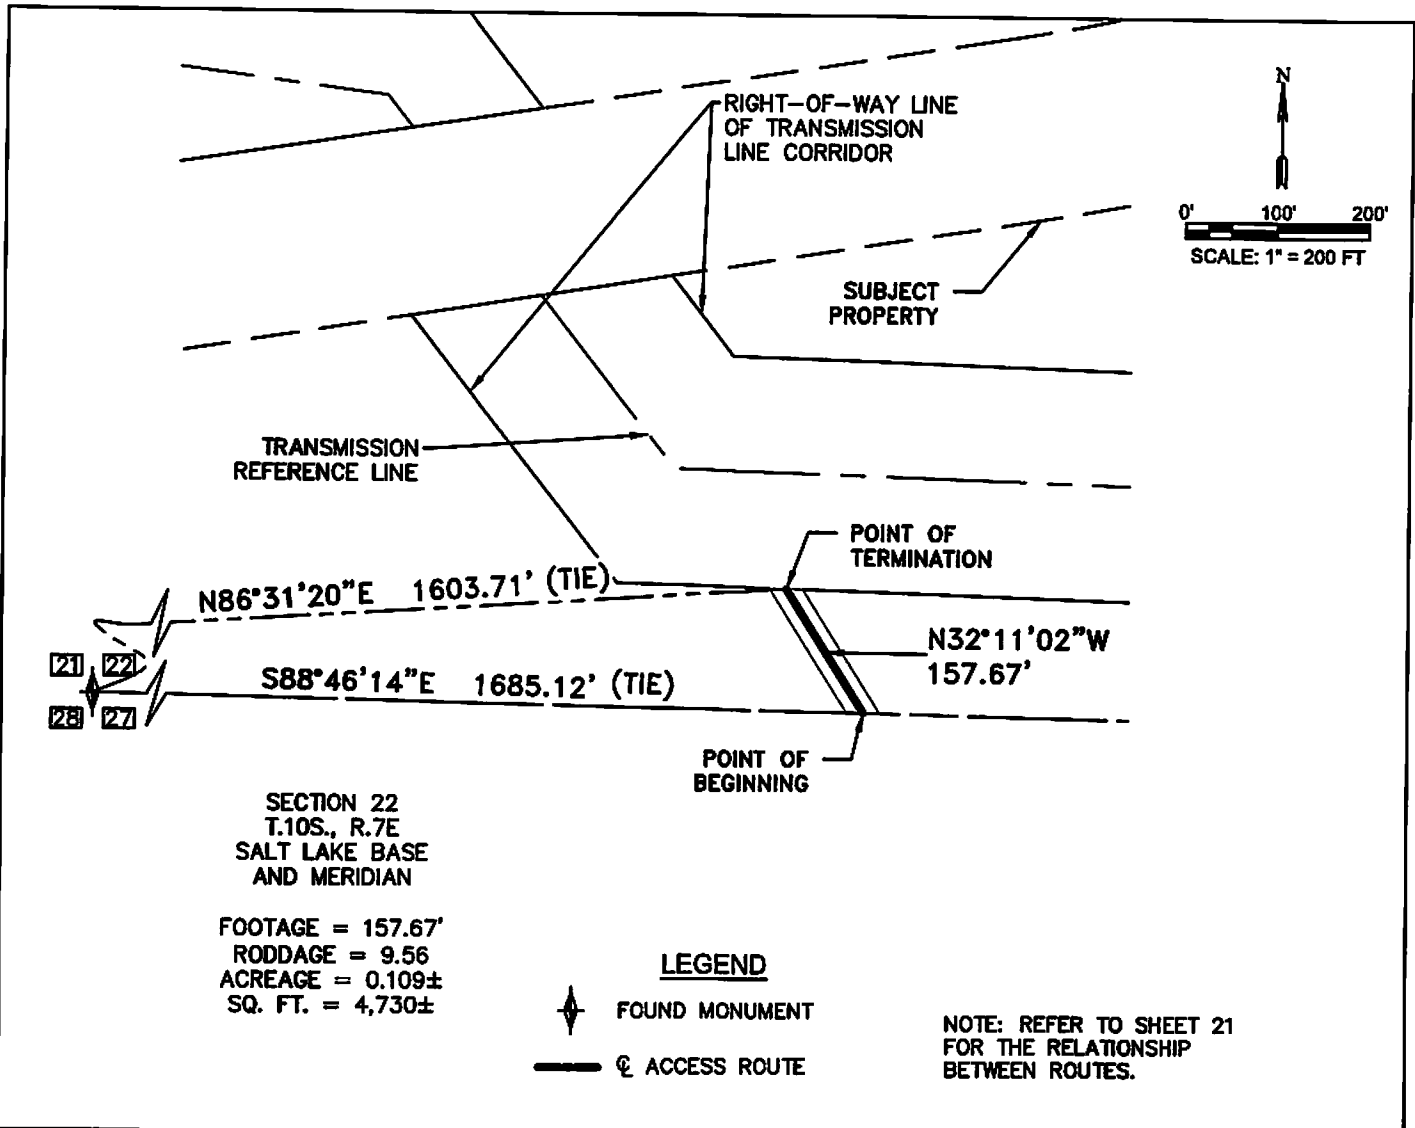 N
0' 100' 200'
SCALE: 1" = 200 FT
RIGHT-OF-WAY LINE
OF TRANSMISSION
LINE CORRIDOR
SUBJECT
PROPERTY
TRANSMISSION
REFERENCE LINE
POINT OF
TERMINATION
N86°31'20"E 1603.71' (TIE)
N32°11'02"W
157.67'
21 22
S88°46'14"E 1685.12' (TIE)
28 27
POINT OF
BEGINNING
SECTION 22
T.10S., R.7E
SALT LAKE BASE
AND MERIDIAN
FOOTAGE = 157.67'
RODDAGE = 9.56
ACREAGE = 0.109±
SQ. FT. = 4,730±
LEGEND
FOUND MONUMENT
℄ ACCESS ROUTE
NOTE: REFER TO SHEET 21
FOR THE RELATIONSHIP
BETWEEN ROUTES.